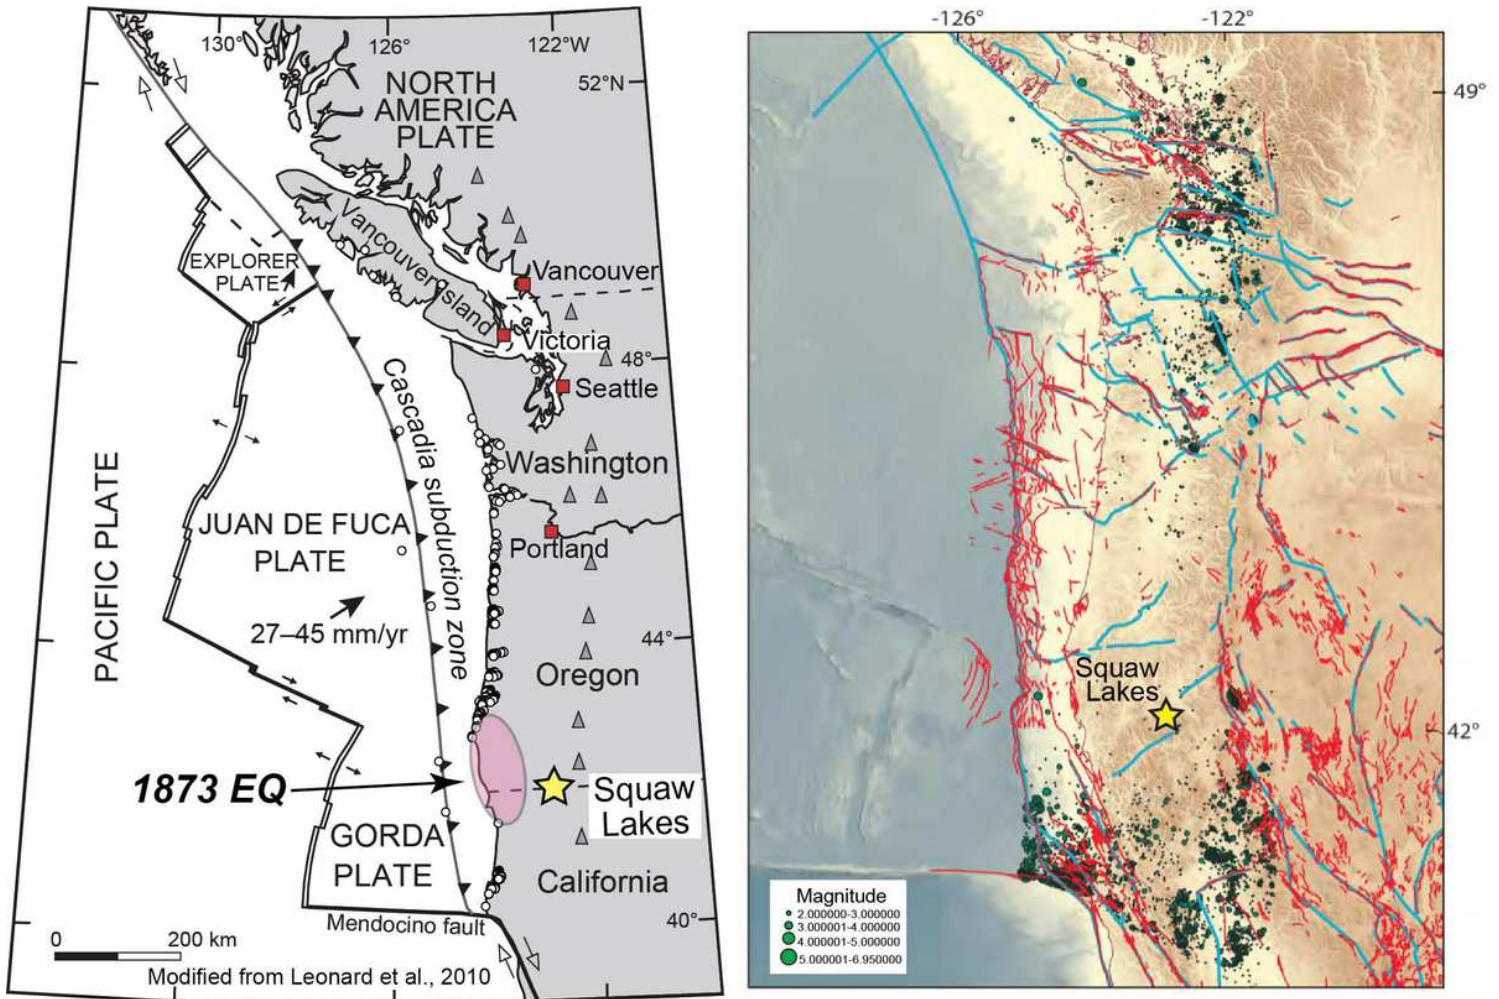 130°
126°
122°W
52°N
NORTH
AMERICA
PLATE
Vancouver Island
Vancouver
EXPLORER
PLATE
Victoria
48°
Seattle
Cascadia subduction zone
Washington
PACIFIC PLATE
JUAN DE FUCA
PLATE
Portland
27–45 mm/yr
44°
Oregon
1873 EQ
Squaw
Lakes
GORDA
PLATE
California
Mendocino fault
40°
0
200 km
Modified from Leonard et al., 2010
-126°
-122°
49°
Squaw
Lakes
42°
Magnitude
2.000000-3.000000
3.000001-4.000000
4.000001-5.000000
5.000001-6.950000